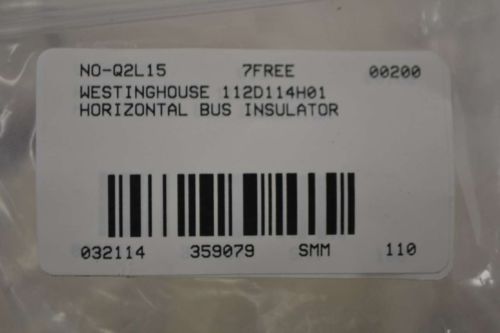 NO-Q2L15 7FREE 00200
WESTINGHOUSE 112D114H01
HORIZONTAL BUS INSULATOR
032114 359079 SMM 110